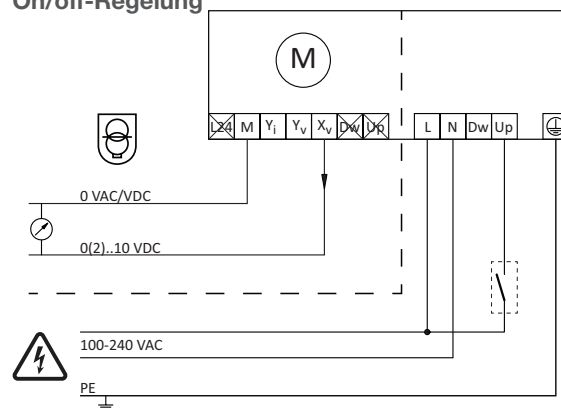 On/off-Regelung
M
L24 M Yi Yv Xv Dw Up L N Dw Up
0 VAC/VDC
0(2)..10 VDC
100-240 VAC
PE